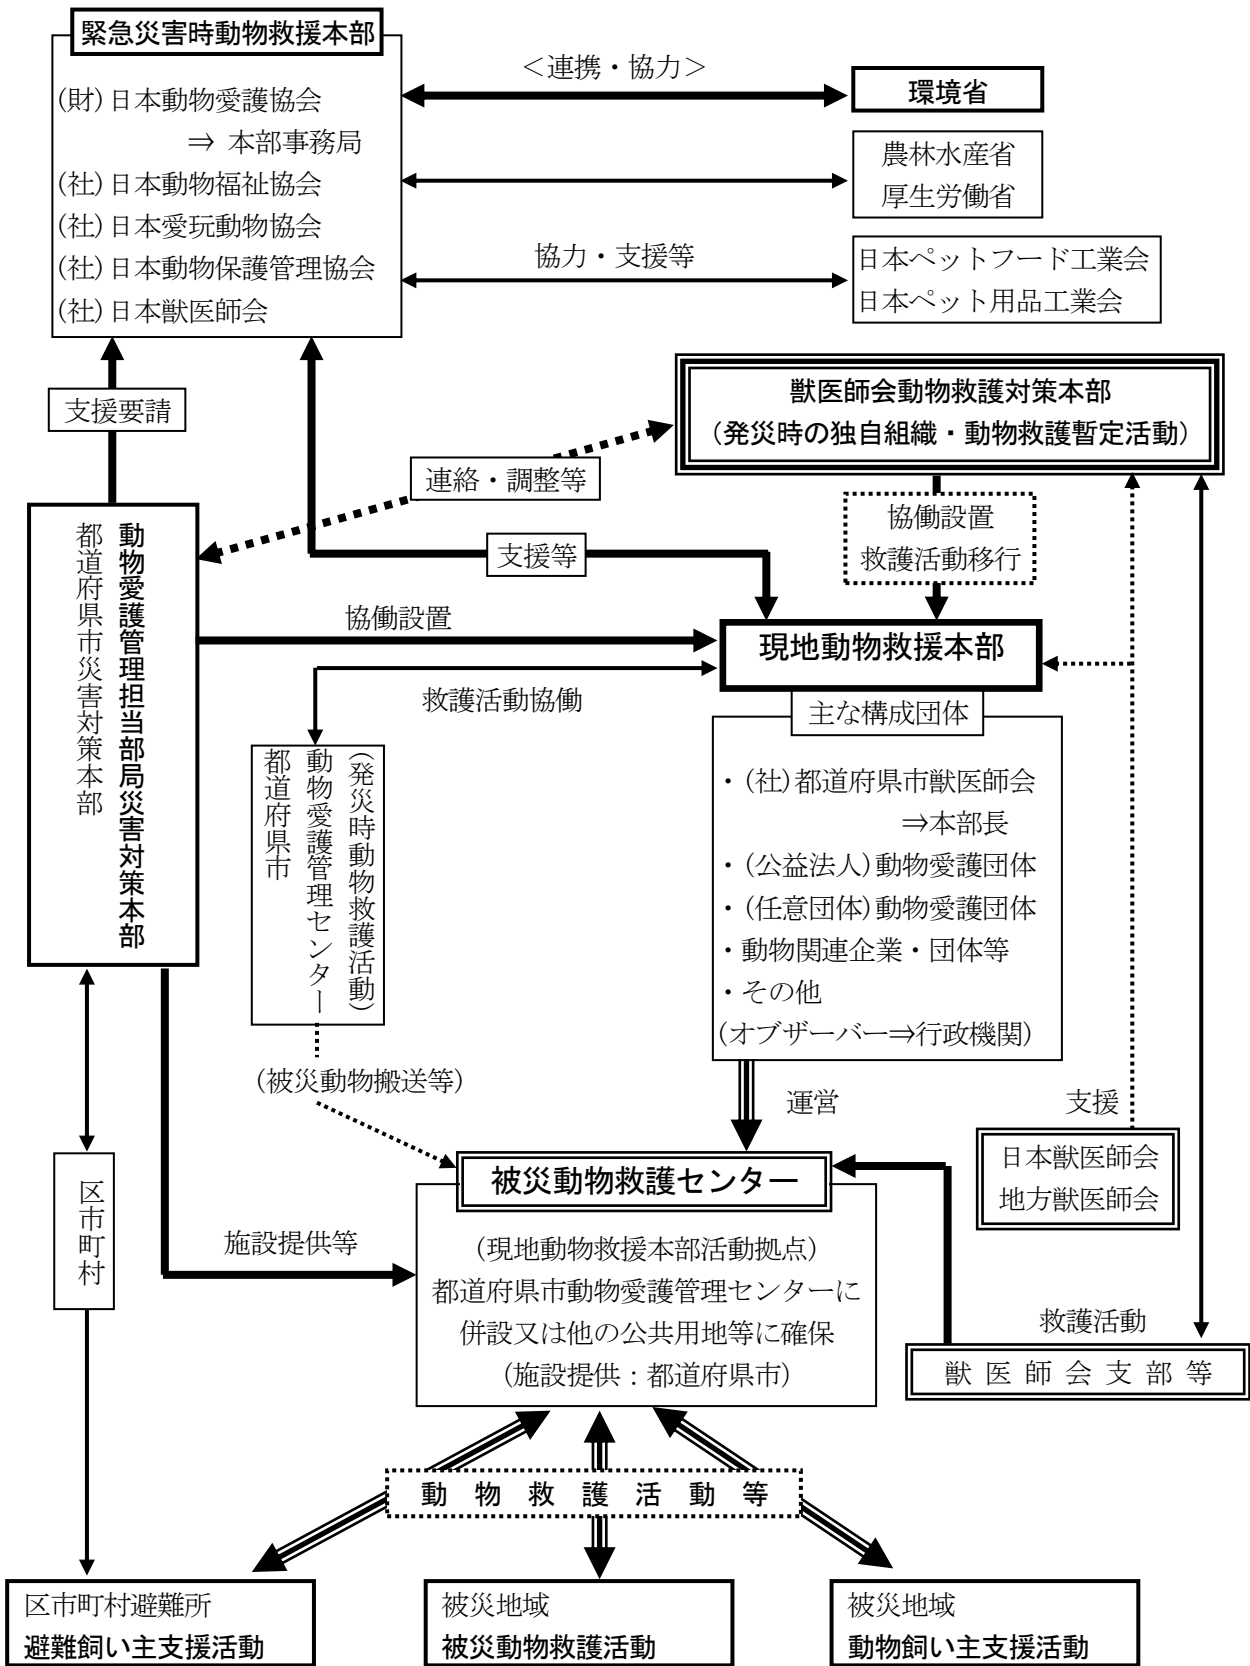 緊急災害時動物救援本部
(財)日本動物愛護協会
⇒ 本部事務局
(社)日本動物福祉協会
(社)日本愛玩動物協会
(社)日本動物保護管理協会
(社)日本獣医師会
＜連携・協力＞
環境省
農林水産省
厚生労働省
協力・支援等
日本ペットフード工業会
日本ペット用品工業会
支援要請
獣医師会動物救護対策本部
（発災時の独自組織・動物救護暫定活動）
連絡・調整等
協働設置
救護活動移行
支援等
動物愛護管理担当部局災害対策本部
都道府県市災害対策本部
協働設置
現地動物救援本部
救護活動協働
主な構成団体
・(社)都道府県市獣医師会
⇒本部長
・(公益法人)動物愛護団体
・(任意団体)動物愛護団体
・動物関連企業・団体等
・その他
(オブザーバー⇒行政機関)
(発災時動物救護活動)
動物愛護管理センター
都道府県市
(被災動物搬送等)
運営
支援
日本獣医師会
地方獣医師会
被災動物救護センター
区市町村
施設提供等
(現地動物救援本部活動拠点)
都道府県市動物愛護管理センターに
併設又は他の公共用地等に確保
(施設提供：都道府県市)
救護活動
獣医師会支部等
動物救護活動等
区市町村避難所
避難飼い主支援活動
被災地域
被災動物救護活動
被災地域
動物飼い主支援活動